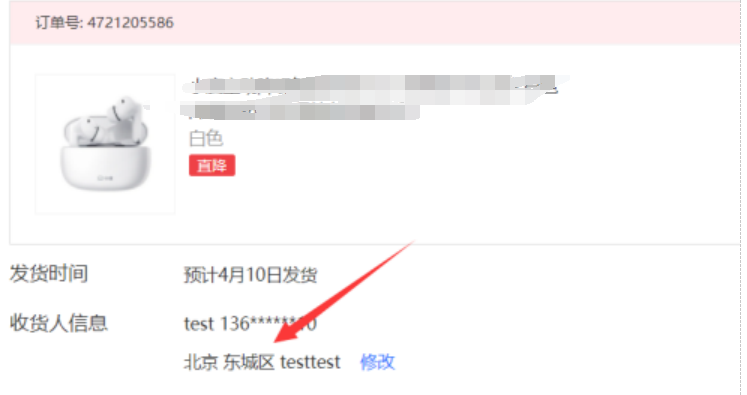 订单号: 4721205586
白色
直降
发货时间 预计4月10日发货
收货人信息 test 136********10
北京 东城区 testtest 修改